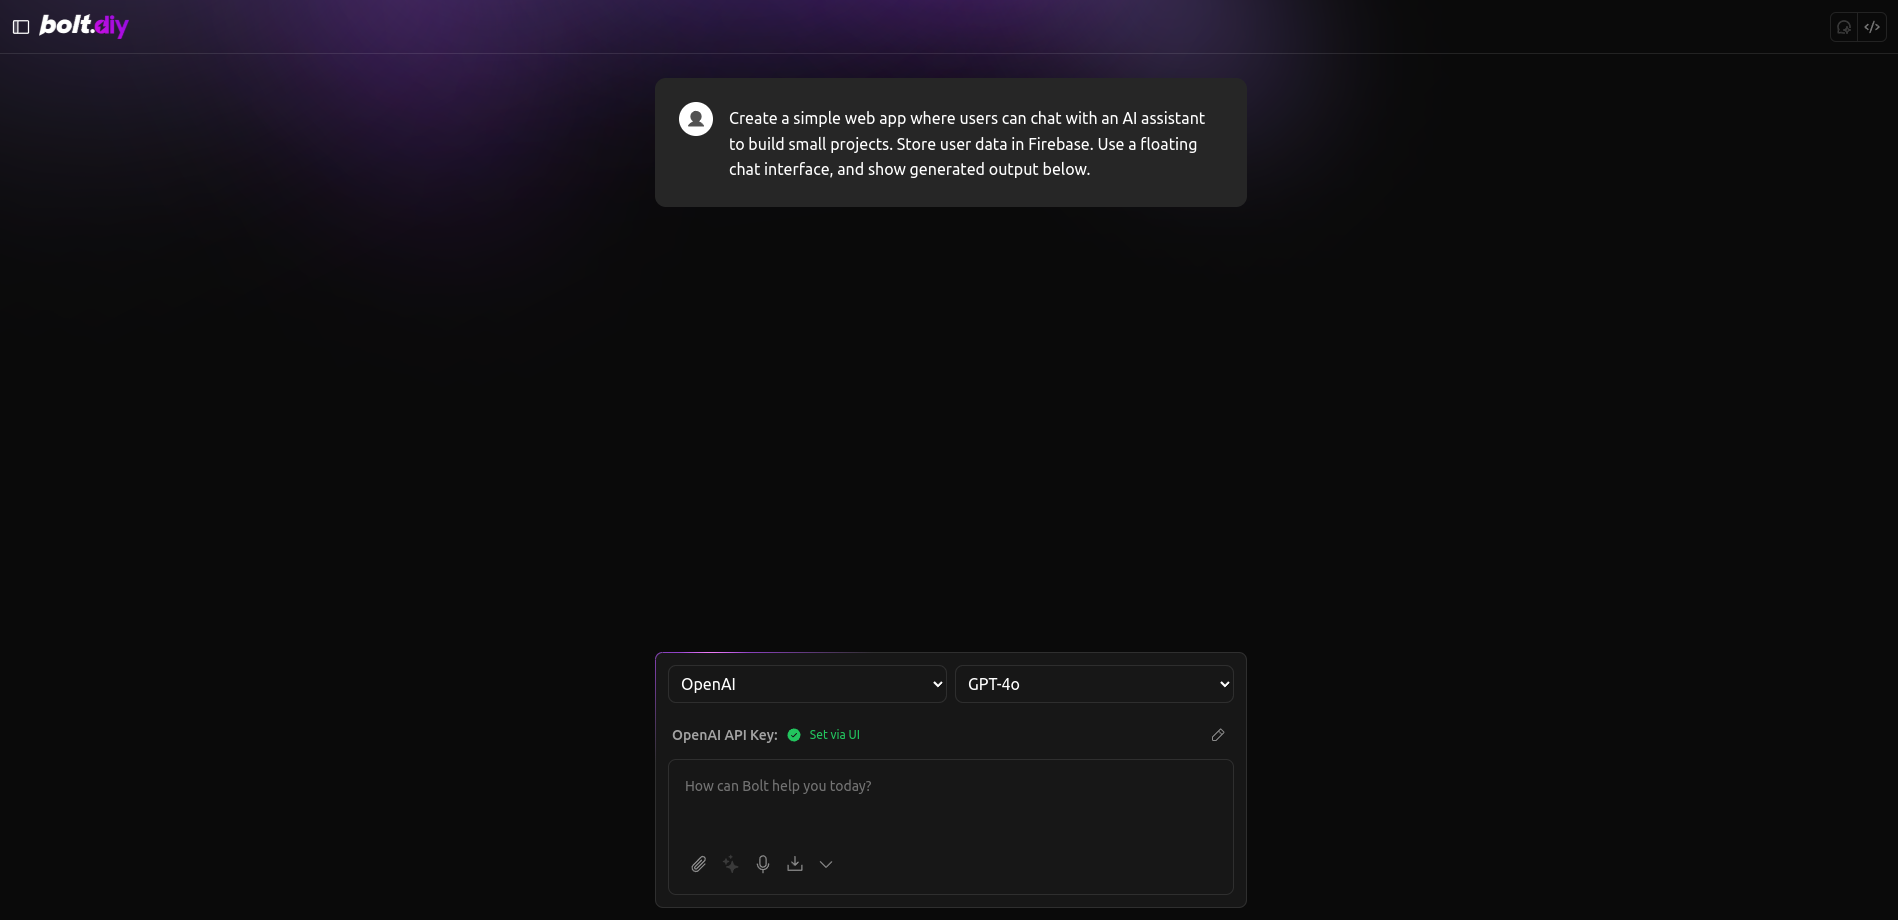 bolt.diy
Create a simple web app where users can chat with an AI assistant
to build small projects. Store user data in Firebase. Use a floating
chat interface, and show generated output below.
OpenAI
GPT-4o
OpenAI API Key:
Set via UI
How can Bolt help you today?